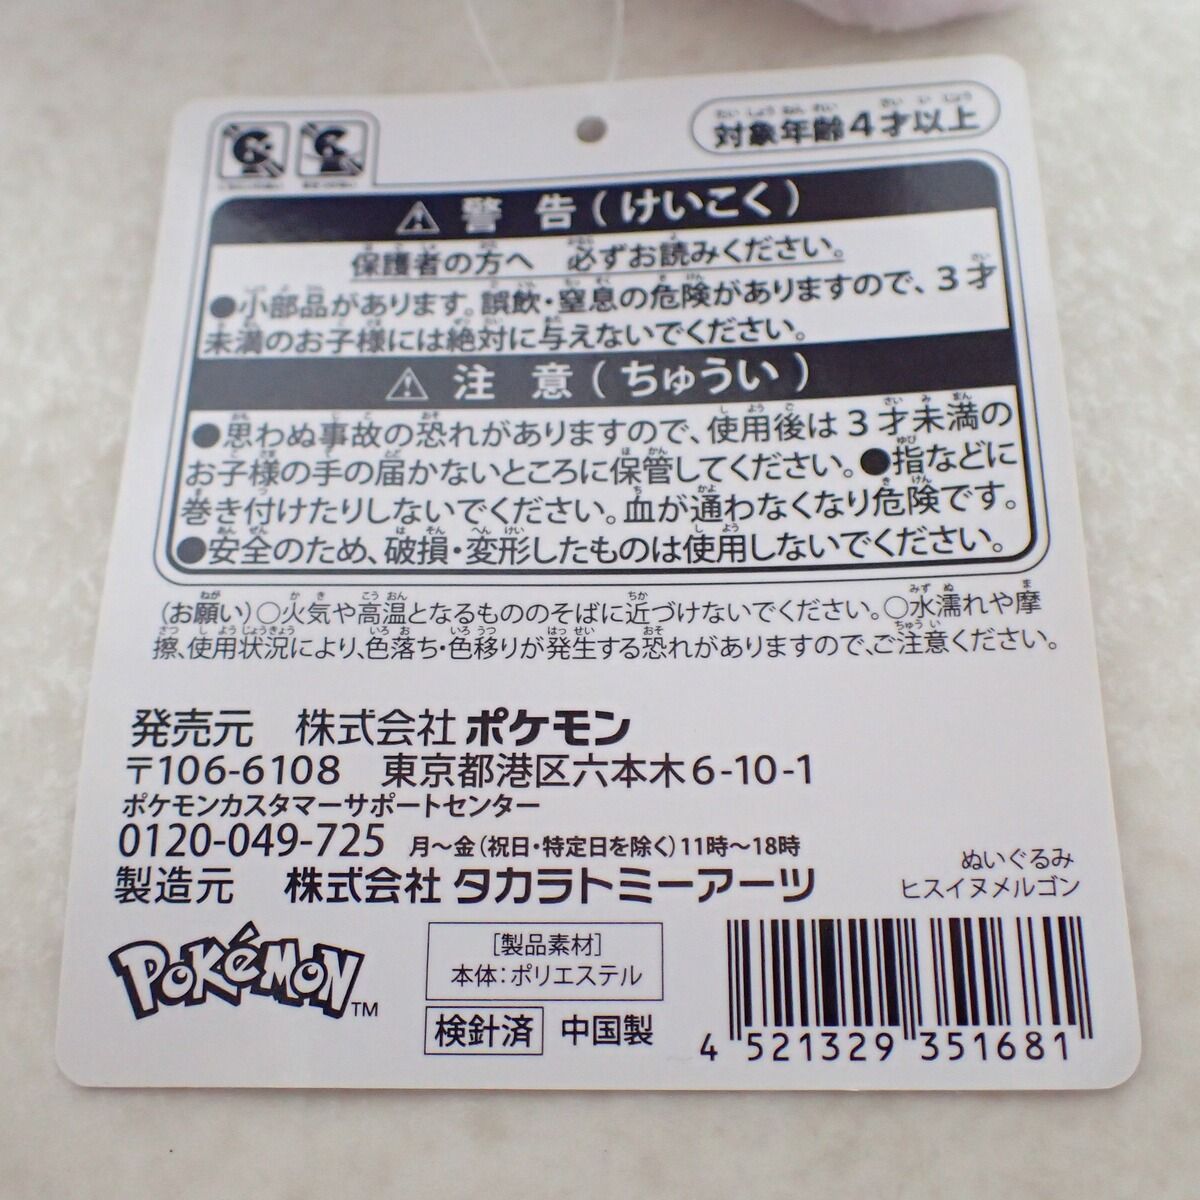 対象年齢4才以上
警告(けいこく)
保護者の方へ 必ずお読みください。
●小部品があります。誤飲・窒息の危険がありますので、3才
未満のお子様には絶対に与えないでください。
注意(ちゅうい)
●思わぬ事故の恐れがありますので、使用後は3才未満の
お子様の手の届かないところに保管してください。●指などに
巻き付けたりしないでください。血が通わなくなり危険です。
●安全のため、破損・変形したものは使用しないでください。
(お願い)○火気や高温となるもののそばに近づけないでください。○水濡れや摩
擦、使用状況により、色落ち・色移りが発生する恐れがありますので、ご注意ください。
発売元 株式会社ポケモン
〒106-6108 東京都港区六本木6-10-1
ポケモンカスタマーサポートセンター
0120-049-725 月～金(祝日・特定日を除く)11時～18時
製造元 株式会社タカラトミーアーツ
ぬいぐるみ
ヒスイヌメルゴン
POKéMON™
[製品素材]
本体:ポリエステル
検針済 中国製
4 521329 351681